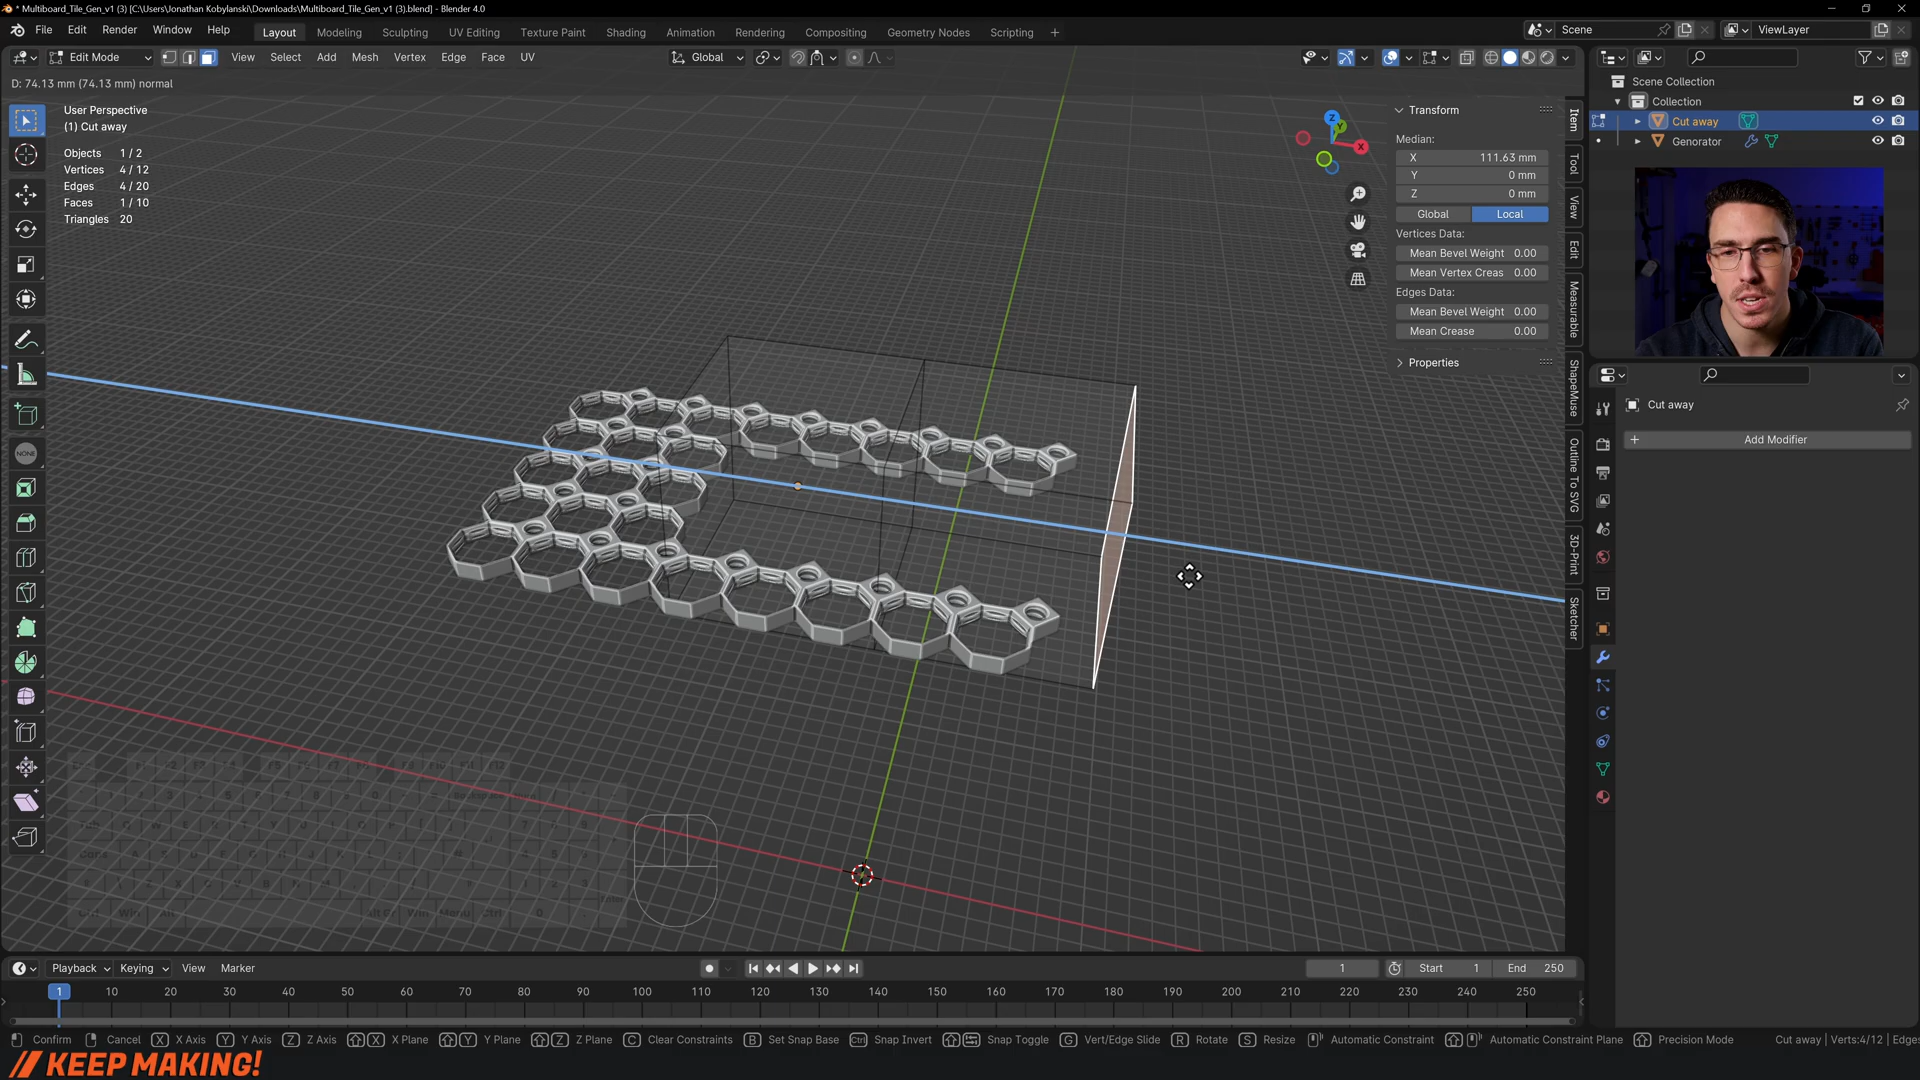 * Multiboard_Tile_Gen_v1 (3) [C:\Users\Jonathan Kobylanski\Downloads\Multiboard_Tile_Gen_v1 (3).blend] - Blender 4.0
File Edit Render Window Help
Layout Modeling Sculpting UV Editing Texture Paint Shading Animation Rendering Compositing Geometry Nodes Scripting +
Scene
ViewLayer
Edit Mode View Select Add Mesh Vertex Edge Face UV
Global
D: 74.13 mm (74.13 mm) normal
User Perspective
(1) Cut away
Objects 1 / 2
Vertices 4 / 12
Edges 4 / 20
Faces 1 / 10
Triangles 20
NONE
Z
Y
X
Transform
Median:
X 111.63 mm
Y 0 mm
Z 0 mm
Global Local
Vertices Data:
Mean Bevel Weight 0.00
Mean Vertex Creas 0.00
Edges Data:
Mean Bevel Weight 0.00
Mean Crease 0.00
Properties
Item
Tool
View
Edit
Measurable
ShapeMuse
Outline To SVG
3D-Print
Sketcher
Scene Collection
Collection
Cut away
Genorator
Cut away
+ Add Modifier
Playback Keying View Marker
1
Start 1
End 250
1 10 20 30 40 50 60 70 80 90 100 110 120 130 140 150 160 170 180 190 200 210 220 230 240 250
Confirm Cancel X X Axis Y Y Axis Z Z Axis X X Plane Y Y Plane Z Z Plane C Clear Constraints B Set Snap Base Ctrl Snap Invert Snap Toggle G Vert/Edge Slide R Rotate S Resize Automatic Constraint Automatic Constraint Plane Precision Mode
Cut away | Verts:4/12 | Edges
// KEEP MAKING!